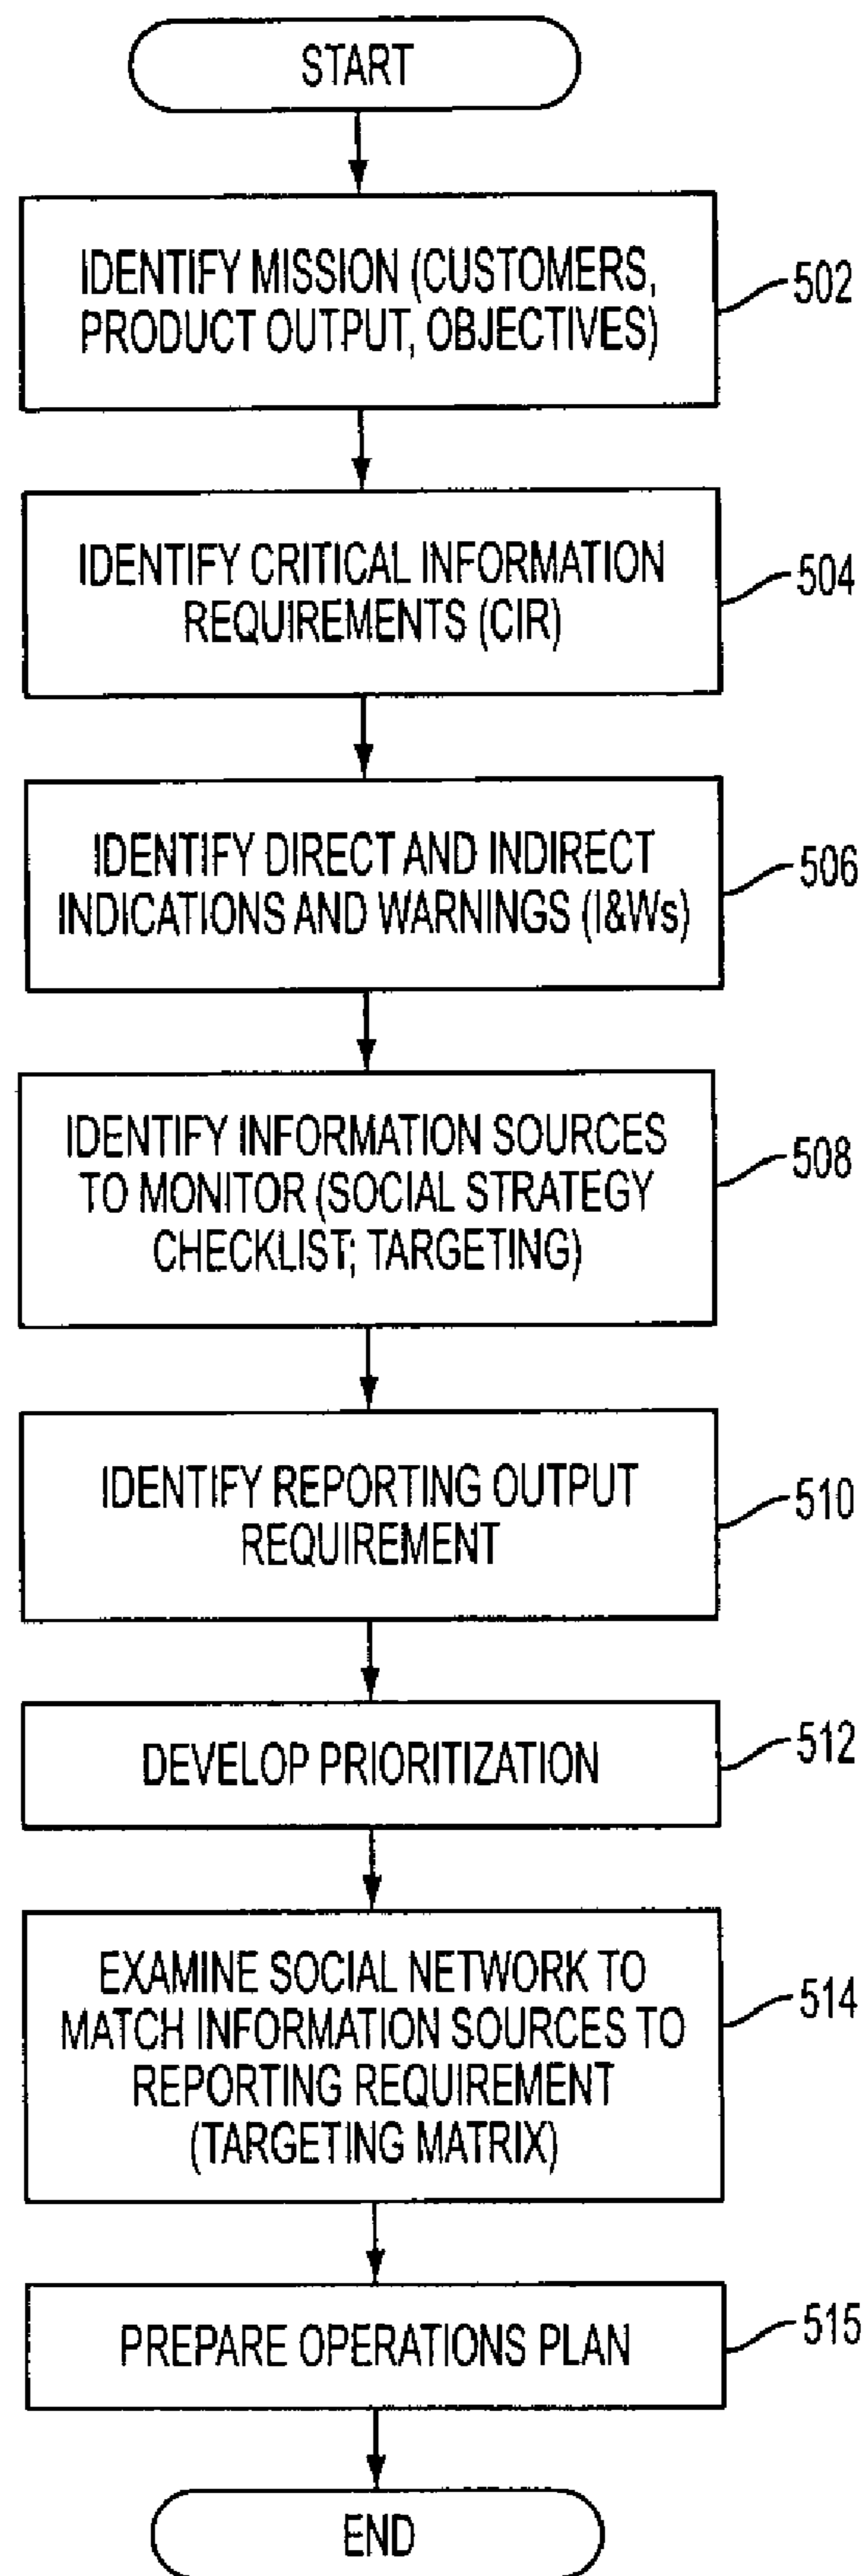 START
IDENTIFY MISSION (CUSTOMERS,
PRODUCT OUTPUT, OBJECTIVES)
502
IDENTIFY CRITICAL INFORMATION
REQUIREMENTS (CIR)
504
IDENTIFY DIRECT AND INDIRECT
INDICATIONS AND WARNINGS (I&Ws)
506
IDENTIFY INFORMATION SOURCES
TO MONITOR (SOCIAL STRATEGY
CHECKLIST; TARGETING)
508
IDENTIFY REPORTING OUTPUT
REQUIREMENT
510
DEVELOP PRIORITIZATION
512
EXAMINE SOCIAL NETWORK TO
MATCH INFORMATION SOURCES TO
REPORTING REQUIREMENT
(TARGETING MATRIX)
514
PREPARE OPERATIONS PLAN
515
END